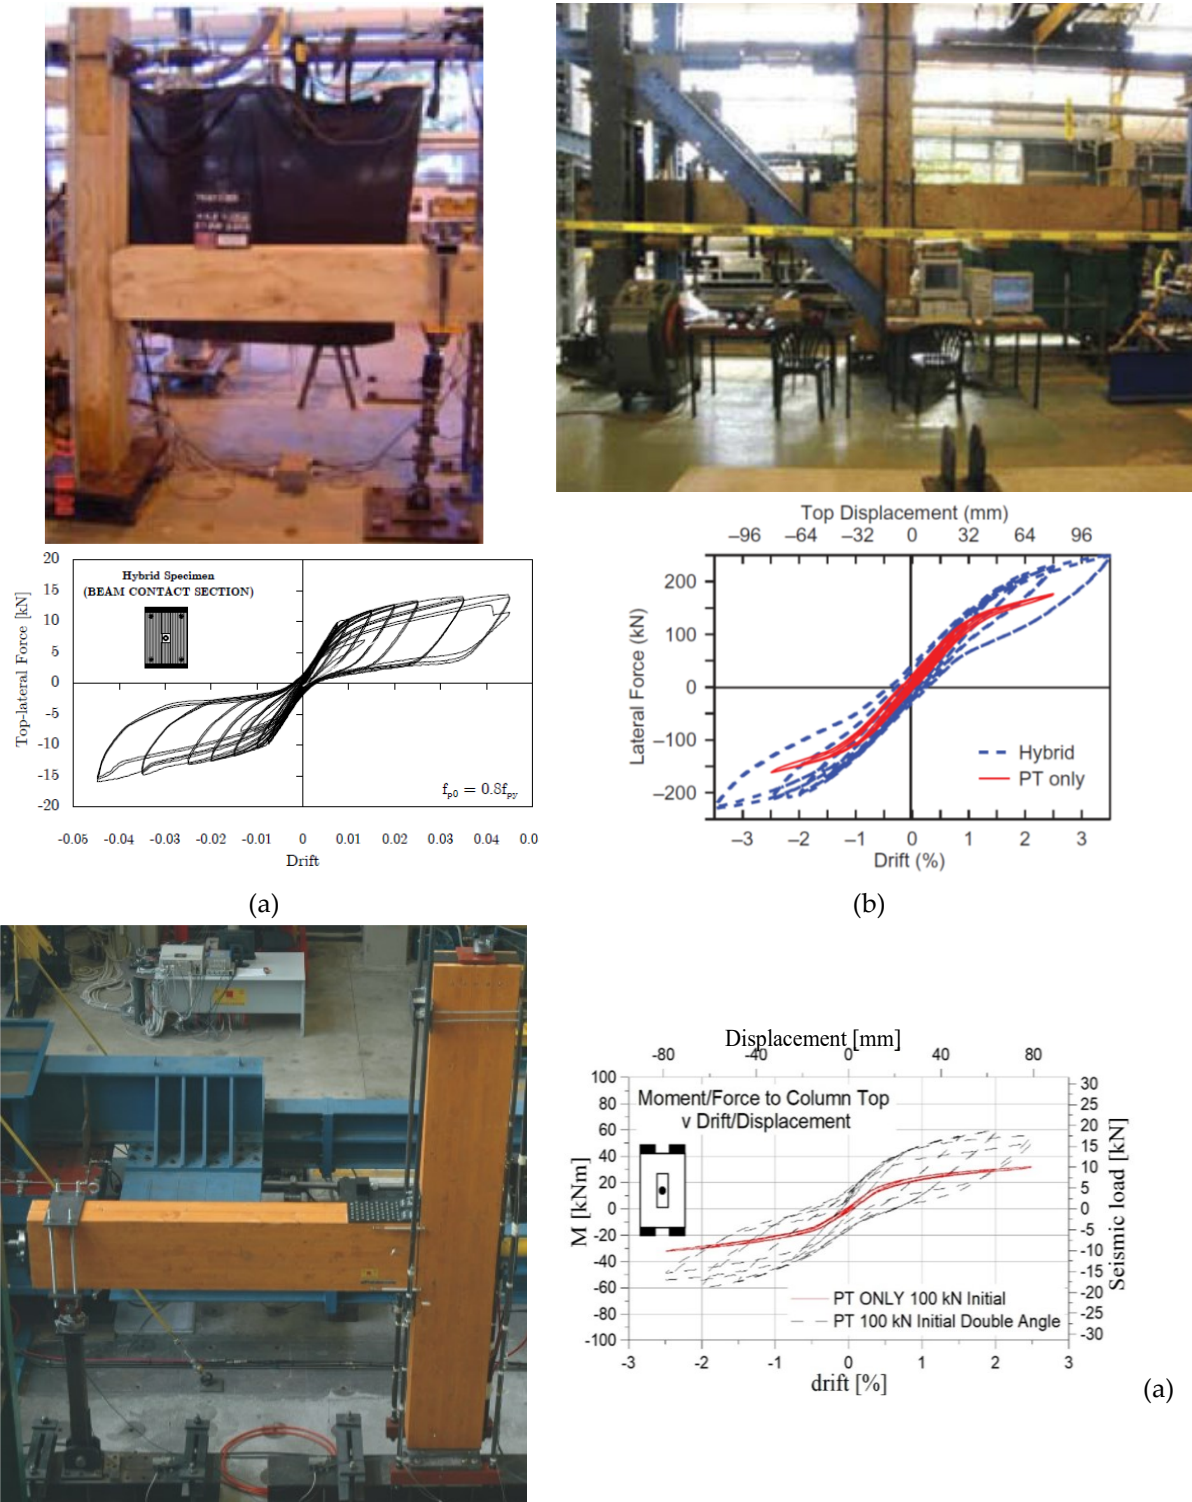 20
15
10
5
0
-5
-10
-15
-20
Top-lateral Force [kN]
Hybrid Specimen
(BEAM CONTACT SECTION)
fp0 = 0.8fpy
-0.05 -0.04 -0.03 -0.02 -0.01 0 0.01 0.02 0.03 0.04 0.0
Drift
(a)
Top Displacement (mm)
–96 –64 –32 0 32 64 96
200
100
0
–100
–200
Lateral Force (kN)
Hybrid
PT only
–3 –2 –1 0 1 2 3
Drift (%)
(b)
Displacement [mm]
-80 -40 0 40 80
Moment/Force to Column Top
v Drift/Displacement
100
80
60
40
20
0
-20
-40
-60
-80
-100
M [kNm]
30
25
20
15
10
5
0
-5
-10
-15
-20
-25
-30
Seismic load [kN]
PT ONLY 100 kN Initial
PT 100 kN Initial Double Angle
-3 -2 -1 0 1 2 3
drift [%]
(a)